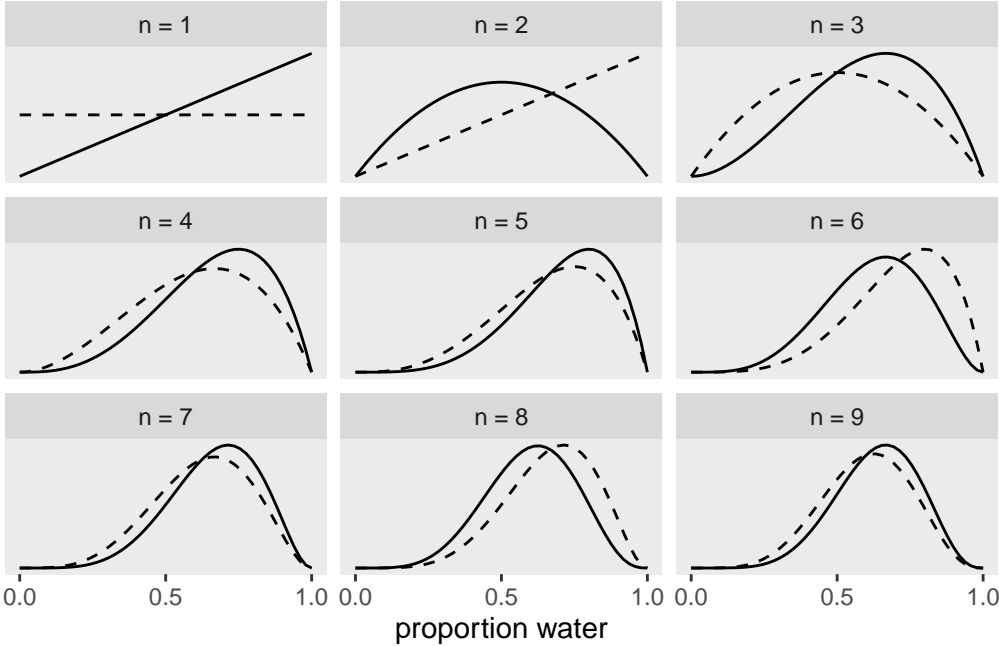 n = 1
n = 2
n = 3
n = 4
n = 5
n = 6
n = 7
n = 8
n = 9
0.0 0.5 1.0 0.0 0.5 1.0 0.0 0.5 1.0
proportion water